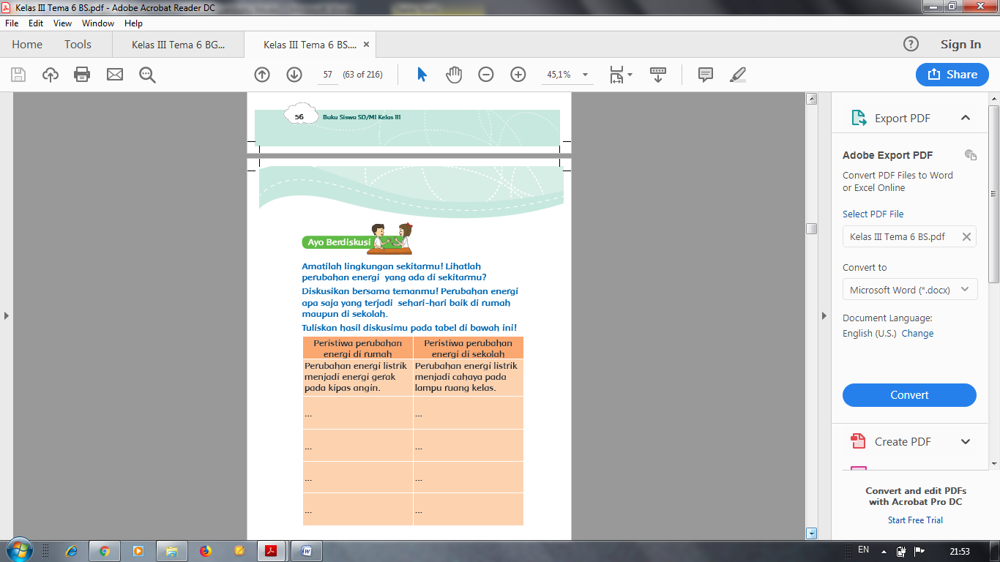 Kelas III Tema 6 BS.pdf - Adobe Acrobat Reader DC
File Edit View Window Help
Home Tools Kelas III Tema 6 BG... Kelas III Tema 6 BS.... Sign In
57 (63 of 216) 45,1% Share
56 Buku Siswa SD/MI Kelas III
Ayo Berdiskusi
Amatilah lingkungan sekitarmu! Lihatlah
perubahan energi yang ada di sekitarmu?
Diskusikan bersama temanmu! Perubahan energi
apa saja yang terjadi sehari-hari baik di rumah
maupun di sekolah.
Tuliskan hasil diskusimu pada tabel di bawah ini!
Peristiwa perubahan
energi di rumah
Peristiwa perubahan
energi di sekolah
Perubahan energi listrik
menjadi energi gerak
pada kipas angin.
Perubahan energi listrik
menjadi cahaya pada
lampu ruang kelas.
... ...
... ...
... ...
... ...
Export PDF
Adobe Export PDF
Convert PDF Files to Word
or Excel Online
Select PDF File
Kelas III Tema 6 BS.pdf
Convert to
Microsoft Word (*.docx)
Document Language:
English (U.S.) Change
Convert
Create PDF
Convert and edit PDFs
with Acrobat Pro DC
Start Free Trial
EN 21:53